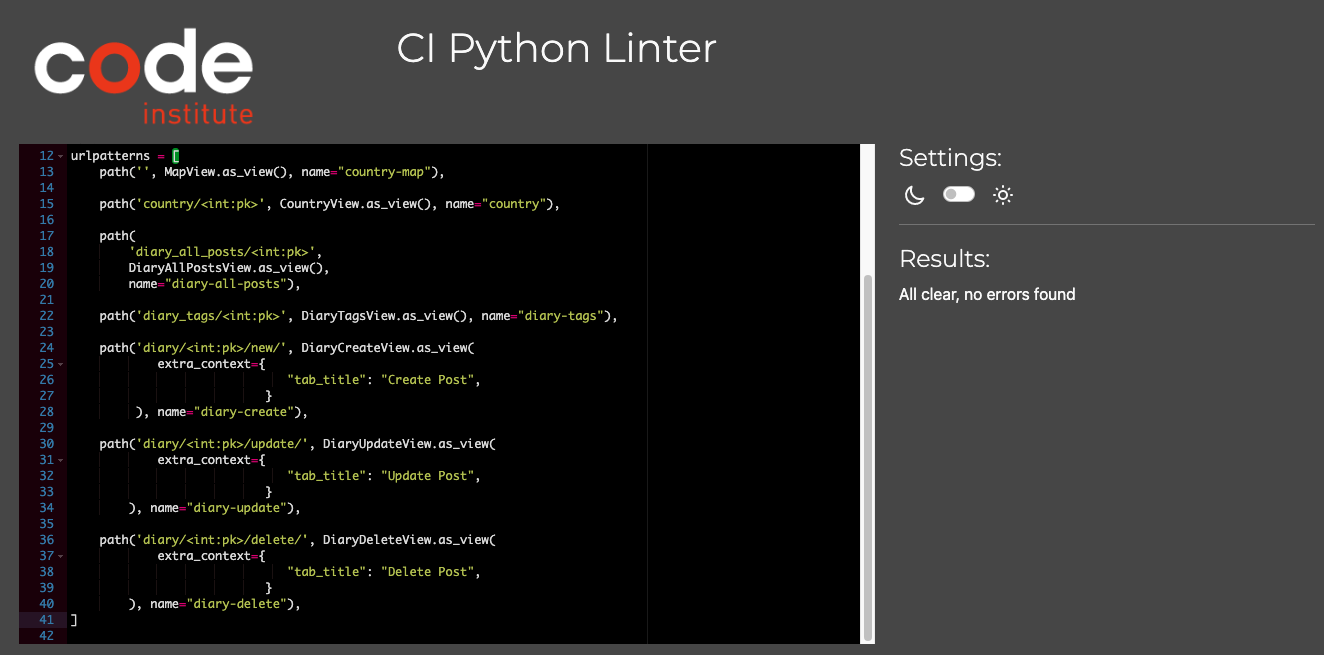 code
institute
CI Python Linter
12 urlpatterns = [
13     path('', MapView.as_view(), name="country-map"),
14
15     path('country/<int:pk>', CountryView.as_view(), name="country"),
16
17     path(
18         'diary_all_posts/<int:pk>',
19         DiaryAllPostsView.as_view(),
20         name="diary-all-posts"),
21
22     path('diary_tags/<int:pk>', DiaryTagsView.as_view(), name="diary-tags"),
23
24     path('diary/<int:pk>/new/', DiaryCreateView.as_view(
25             extra_context={
26                               "tab_title": "Create Post",
27                            }
28          ), name="diary-create"),
29
30     path('diary/<int:pk>/update/', DiaryUpdateView.as_view(
31             extra_context={
32                               "tab_title": "Update Post",
33                            }
34         ), name="diary-update"),
35
36     path('diary/<int:pk>/delete/', DiaryDeleteView.as_view(
37             extra_context={
38                               "tab_title": "Delete Post",
39                            }
40         ), name="diary-delete"),
41 ]
42
Settings:
Results:
All clear, no errors found